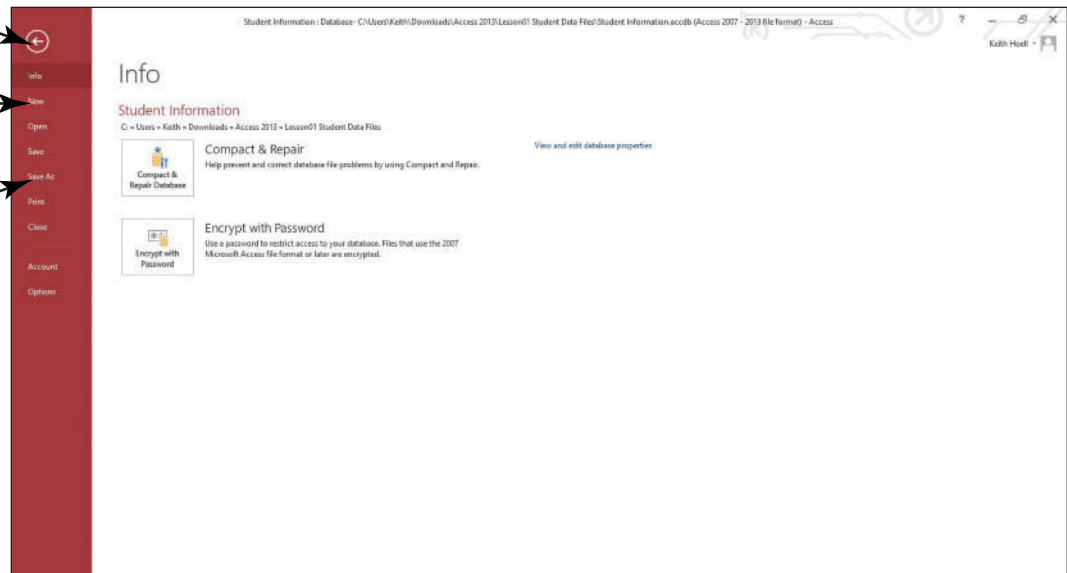 Student Information : Database- C:\Users\Keith\Downloads\Access 2013\Lesson01 Student Data Files\Student Information.accdb (Access 2007 - 2013 file format) - Access
?
Keith Hoell
Info
New
Open
Save
Save As
Print
Close
Account
Options
Info
Student Information
C: » Users » Keith » Downloads » Access 2013 » Lesson01 Student Data Files
Compact &
Repair Database
Compact & Repair
Help prevent and correct database file problems by using Compact and Repair.
View and edit database properties
Encrypt with
Password
Encrypt with Password
Use a password to restrict access to your database. Files that use the 2007
Microsoft Access file format or later are encrypted.